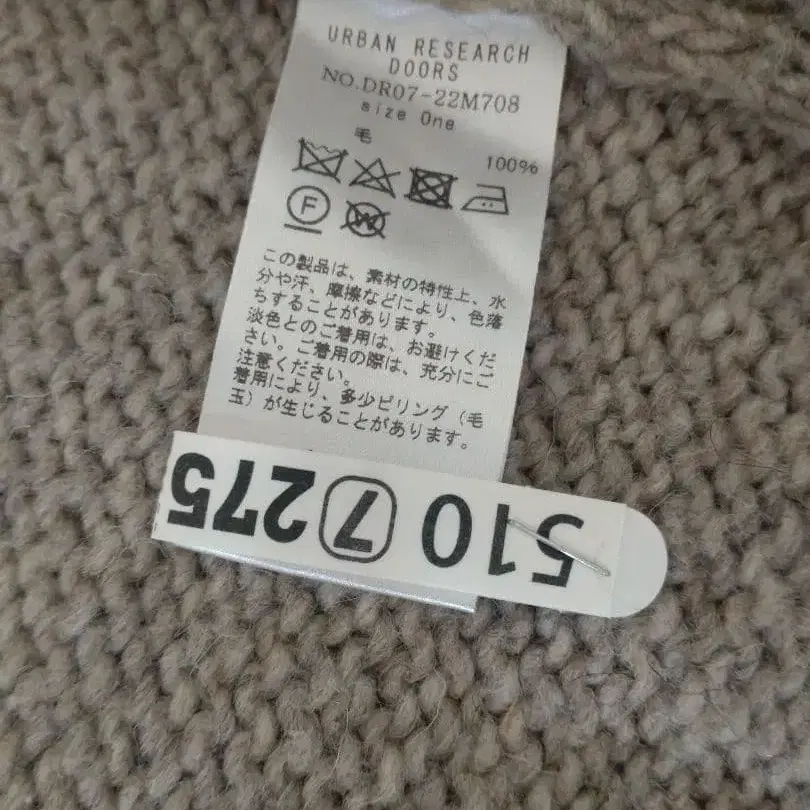 URBAN RESEARCH
DOORS
NO.DR07-22M708
size One
毛 100%
F W
この製品は、素材の特性上、水
分や汗、摩擦などにより、色落
ちすることがあります。
淡色とのご着用は、お避けくだ
さい。ご着用の際は、充分にご
注意ください。
着用により、多少ピリング（毛
玉）が生じることがあります。
510 ⑦ 275